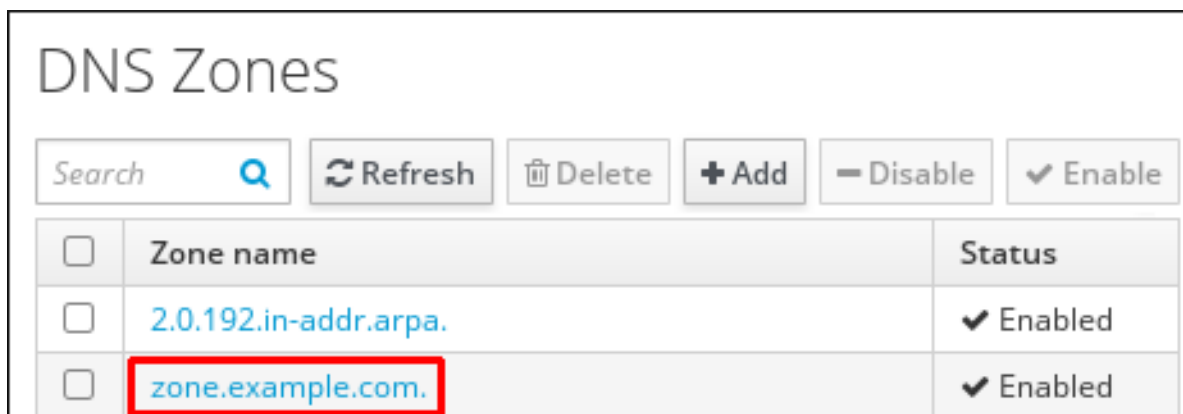 DNS Zones
Search Refresh Delete Add Disable Enable
Zone name Status
2.0.192.in-addr.arpa. Enabled
zone.example.com. Enabled